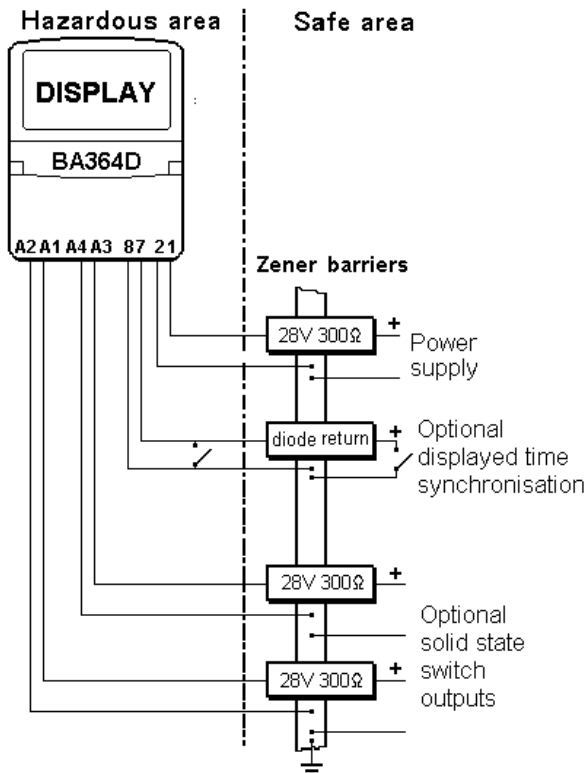 Hazardous area
Safe area
DISPLAY
BA364D
A2 A1 A4 A3 8 7 2 1
Zener barriers
28V 300Ω +
Power
supply
diode return +
Optional
displayed time
synchronisation
28V 300Ω +
Optional
solid state
switch
outputs
28V 300Ω +